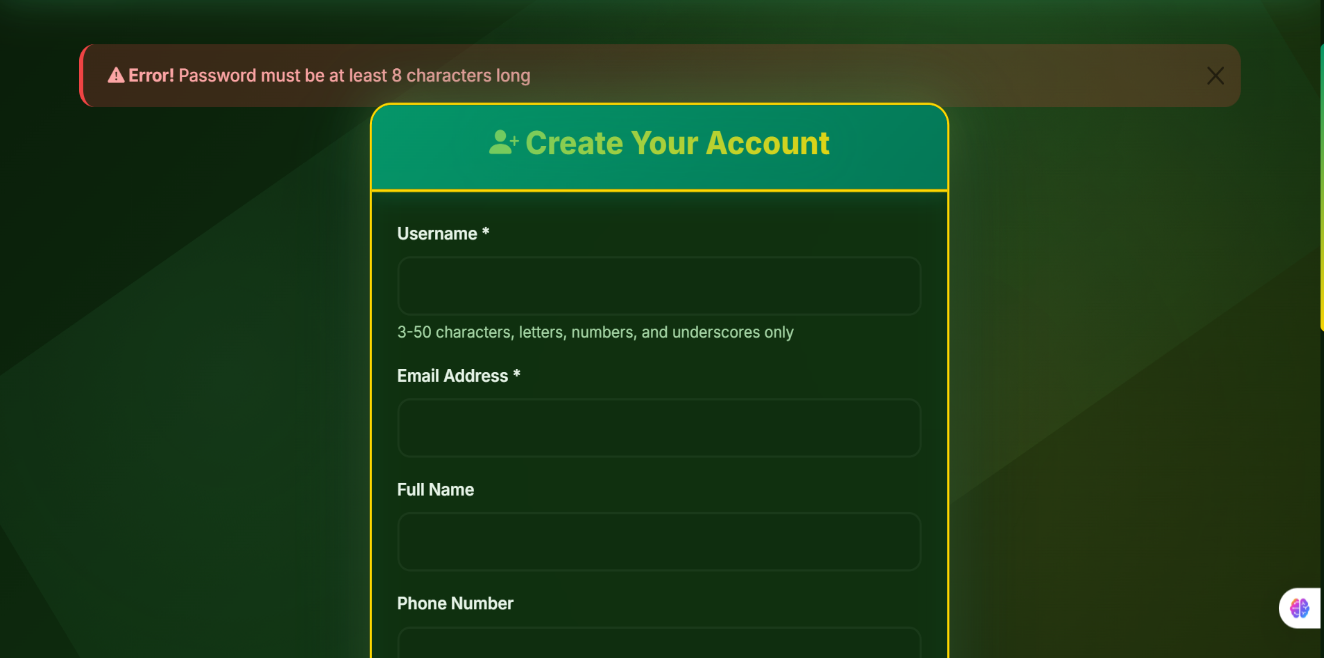 Error! Password must be at least 8 characters long
Create Your Account
Username *
3-50 characters, letters, numbers, and underscores only
Email Address *
Full Name
Phone Number